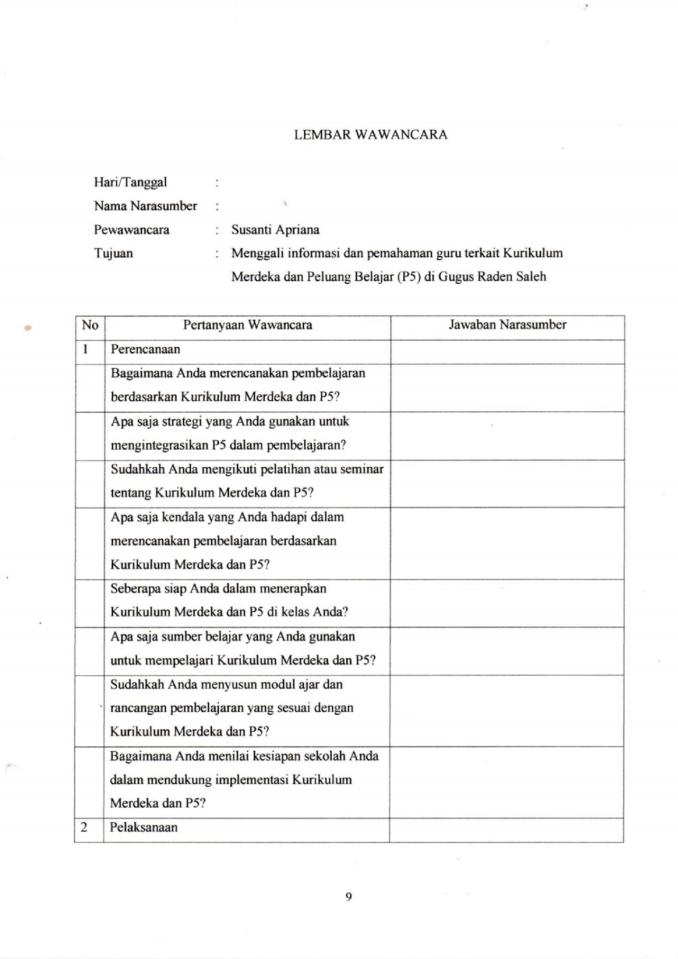 LEMBAR WAWANCARA
Hari/Tanggal :
Nama Narasumber :
Pewawancara : Susanti Apriana
Tujuan : Menggali informasi dan pemahaman guru terkait Kurikulum
Merdeka dan Peluang Belajar (P5) di Gugus Raden Saleh
No Pertanyaan Wawancara Jawaban Narasumber
1 Perencanaan
Bagaimana Anda merencanakan pembelajaran
berdasarkan Kurikulum Merdeka dan P5?
Apa saja strategi yang Anda gunakan untuk
mengintegrasikan P5 dalam pembelajaran?
Sudahkah Anda mengikuti pelatihan atau seminar
tentang Kurikulum Merdeka dan P5?
Apa saja kendala yang Anda hadapi dalam
merencanakan pembelajaran berdasarkan
Kurikulum Merdeka dan P5?
Seberapa siap Anda dalam menerapkan
Kurikulum Merdeka dan P5 di kelas Anda?
Apa saja sumber belajar yang Anda gunakan
untuk mempelajari Kurikulum Merdeka dan P5?
Sudahkah Anda menyusun modul ajar dan
rancangan pembelajaran yang sesuai dengan
Kurikulum Merdeka dan P5?
Bagaimana Anda menilai kesiapan sekolah Anda
dalam mendukung implementasi Kurikulum
Merdeka dan P5?
2 Pelaksanaan
9